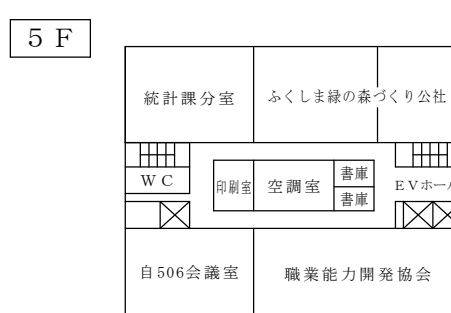 5F
統計課分室
ふくしま緑の森づくり公社
WC
印刷室
空調室
書庫
書庫
EVホー
自506会議室
職業能力開発協会